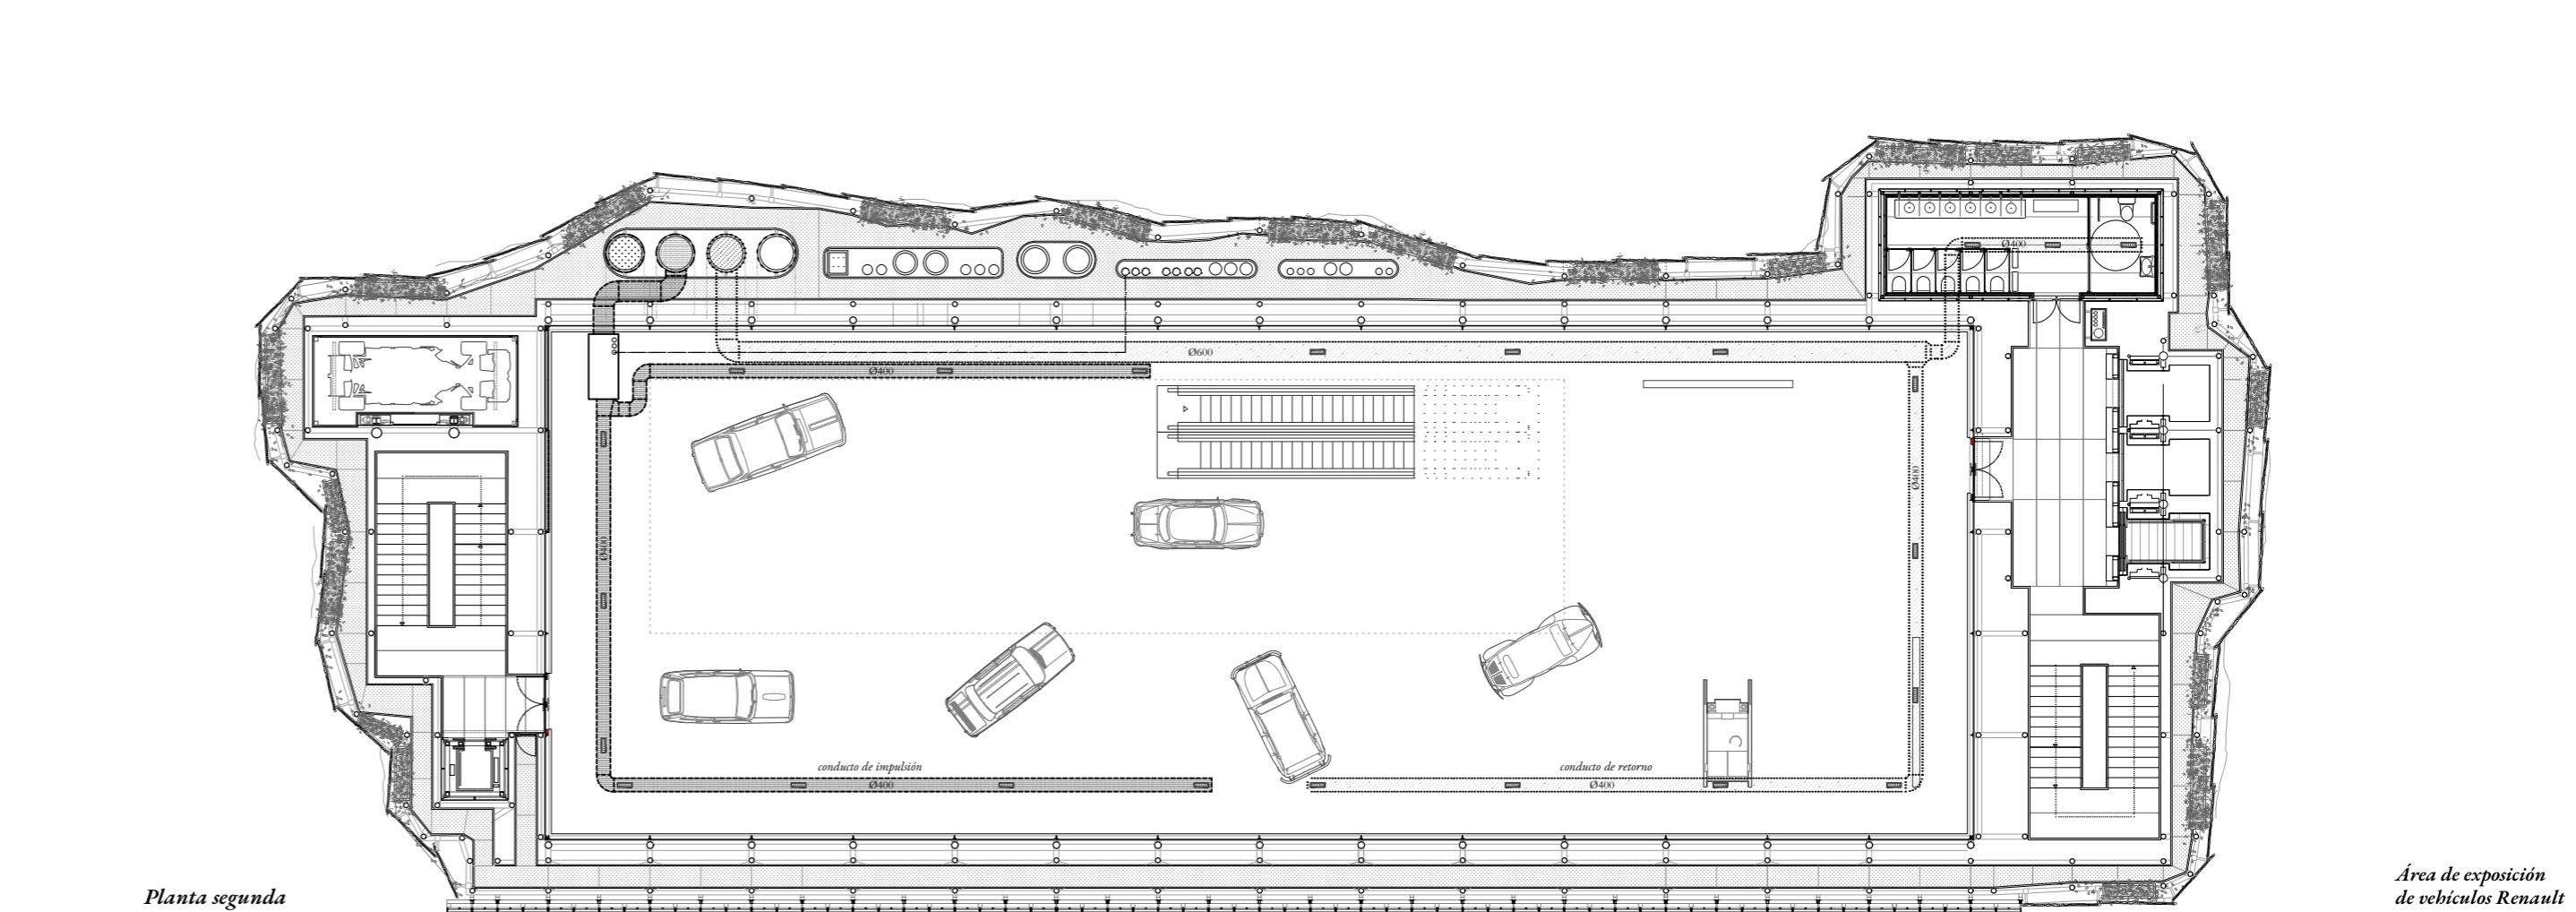 Ø400
Ø600
Ø400
Ø400
Ø400
conducto de impulsión
Ø400
conducto de retorno
Ø400
Planta segunda
Área de exposición
de vehículos Renault